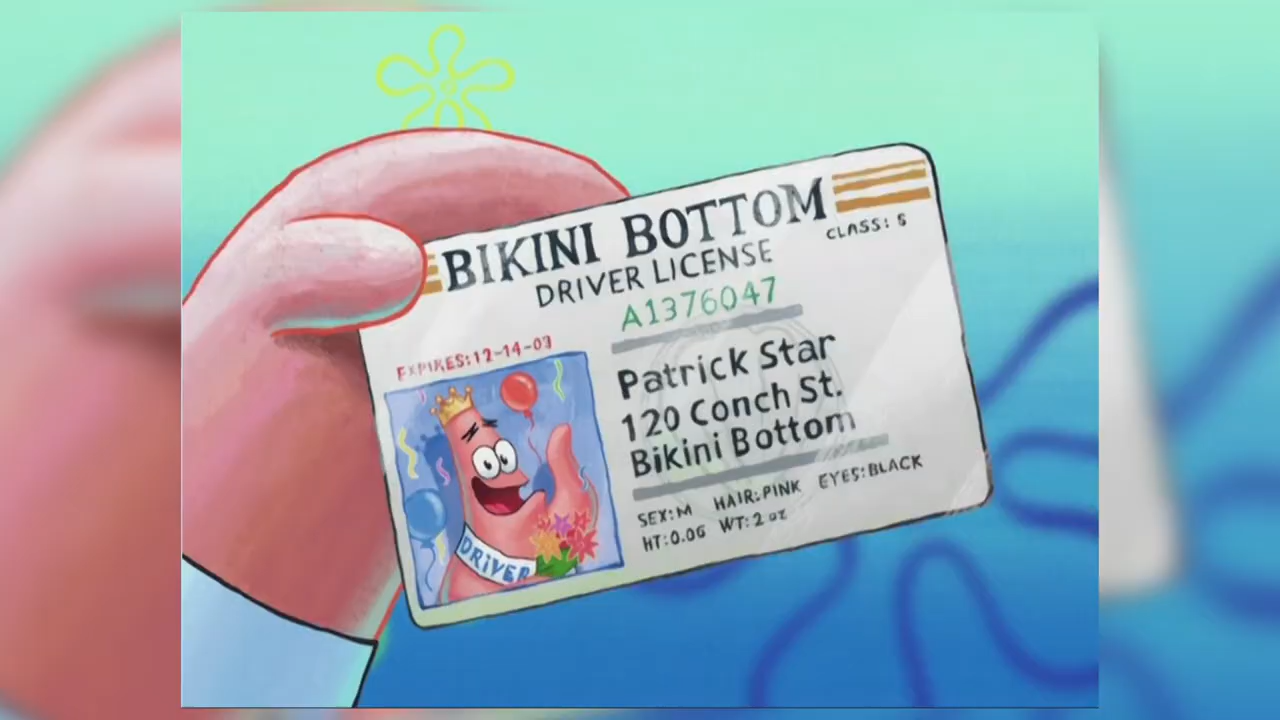 BIKINI BOTTOM
DRIVER LICENSE
CLASS: 5
A1376047
EXPIRES:12-14-03
Patrick Star
120 Conch St.
Bikini Bottom
SEX:M HAIR:PINK EYES:BLACK
HT:0.06 WT:2 oz
DRiVER